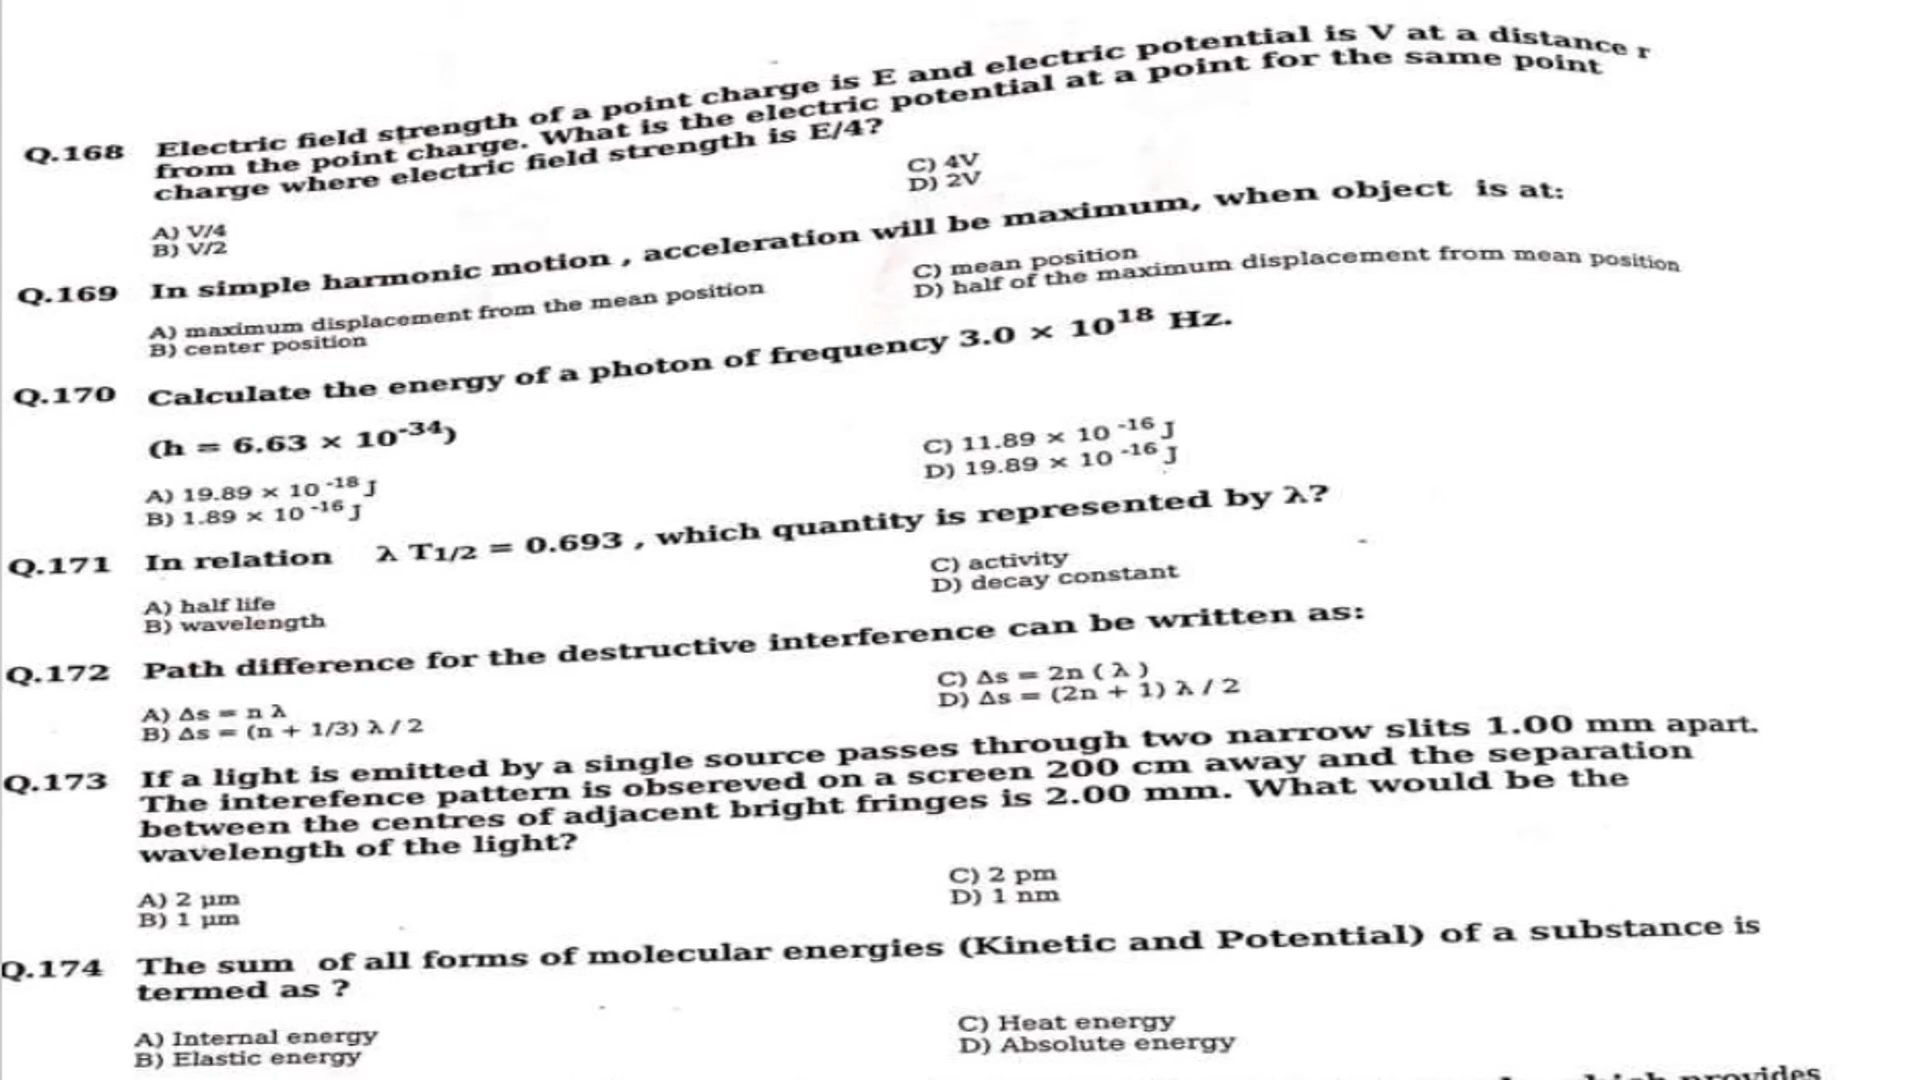 Q.168 Electric field strength of a point charge is E and electric potential is V at a distance r
from the point charge. What is the electric potential at a point for the same point
charge where electric field strength is E/4?
A) V/4
B) V/2
C) 4V
D) 2V
Q.169 In simple harmonic motion , acceleration will be maximum, when object is at:
A) maximum displacement from the mean position
B) center position
C) mean position
D) half of the maximum displacement from mean position
Q.170 Calculate the energy of a photon of frequency 3.0 × 10¹⁸ Hz.
(h = 6.63 × 10⁻³⁴)
A) 19.89 × 10 ⁻¹⁸ J
B) 1.89 × 10 ⁻¹⁶ J
C) 11.89 × 10 ⁻¹⁶ J
D) 19.89 × 10 ⁻¹⁶ J
Q.171 In relation λ T1/2 = 0.693 , which quantity is represented by λ?
A) half life
B) wavelength
C) activity
D) decay constant
Q.172 Path difference for the destructive interference can be written as:
A) Δs = n λ
B) Δs = (n + 1/3) λ / 2
C) Δs = 2n ( λ )
D) Δs = (2n + 1) λ / 2
Q.173 If a light is emitted by a single source passes through two narrow slits 1.00 mm apart.
The interefence pattern is obsereved on a screen 200 cm away and the separation
between the centres of adjacent bright fringes is 2.00 mm. What would be the
wavelength of the light?
A) 2 µm
B) 1 µm
C) 2 pm
D) 1 nm
Q.174 The sum of all forms of molecular energies (Kinetic and Potential) of a substance is
termed as ?
A) Internal energy
B) Elastic energy
C) Heat energy
D) Absolute energy
which provides